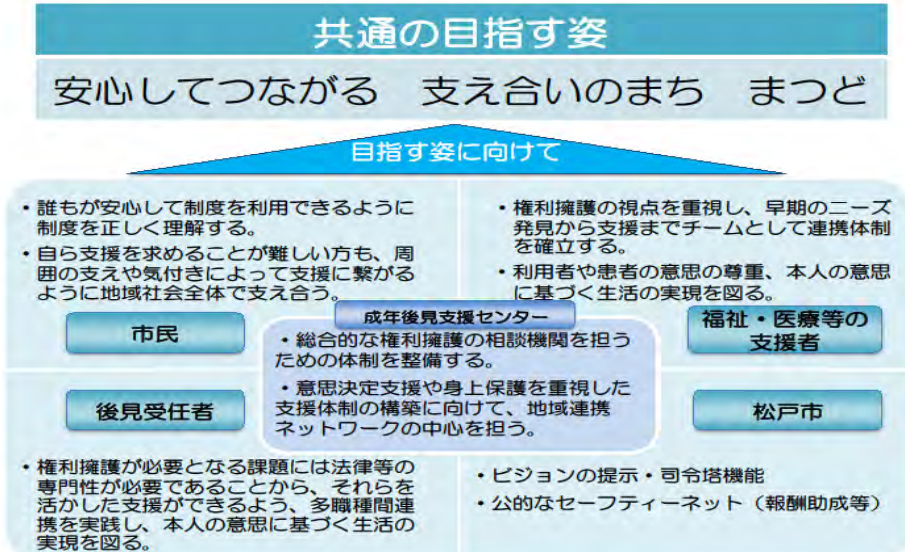 共通の目指す姿
安心してつながる　支え合いのまち　まつど
目指す姿に向けて
・誰もが安心して制度を利用できるように
制度を正しく理解する。
・自ら支援を求めることが難しい方も、周
囲の支えや気付きによって支援に繋がる
ように地域社会全体で支え合う。
市民
・権利擁護の視点を重視し、早期のニーズ
発見から支援までチームとして連携体制
を確立する。
・利用者や患者の意思の尊重、本人の意思
に基づく生活の実現を図る。
福祉・医療等の
支援者
成年後見支援センター
・総合的な権利擁護の相談機関を担う
ための体制を整備する。
・意思決定支援や身上保護を重視した
支援体制の構築に向けて、地域連携
ネットワークの中心を担う。
後見受任者
・権利擁護が必要となる課題には法律等の
専門性が必要であることから、それらを
活かした支援ができるよう、多職種間連
携を実践し、本人の意思に基づく生活の
実現を図る。
松戸市
・ビジョンの提示・司令塔機能
・公的なセーフティーネット（報酬助成等）